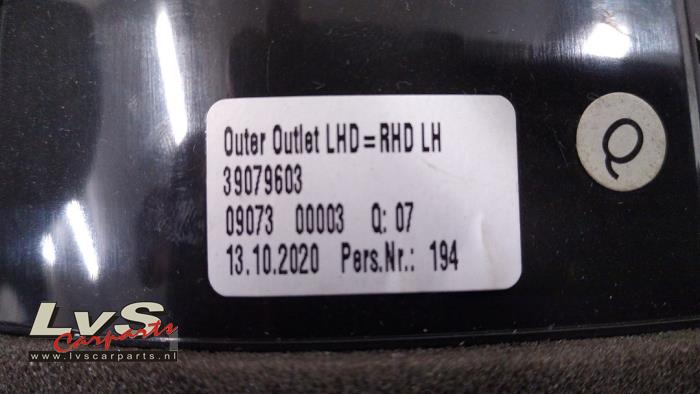 Outer Outlet LHD=RHD LH
39079603
09073 00003 Q: 07
13.10.2020 Pers.Nr.: 194
Q
LvS
Carparts
www.lvscarparts.nl